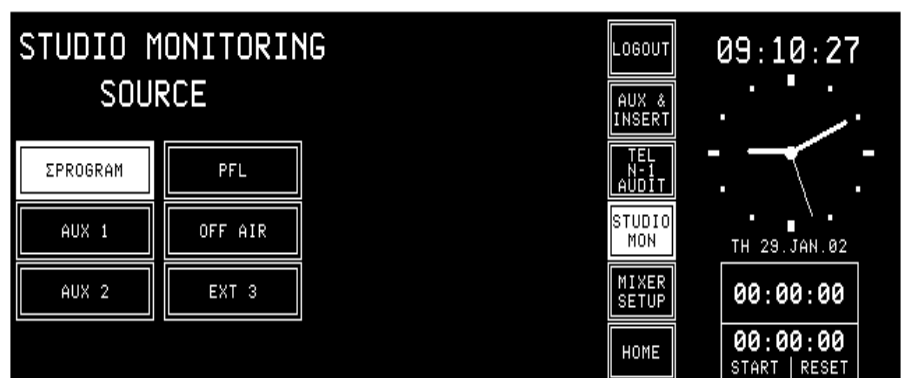 STUDIO MONITORING
SOURCE
ΣPROGRAM
PFL
AUX 1
OFF AIR
AUX 2
EXT 3
LOGOUT
AUX &
INSERT
TEL
N-1
AUDIT
STUDIO
MON
MIXER
SETUP
HOME
09:10:27
TH 29.JAN.02
00:00:00
00:00:00
START | RESET